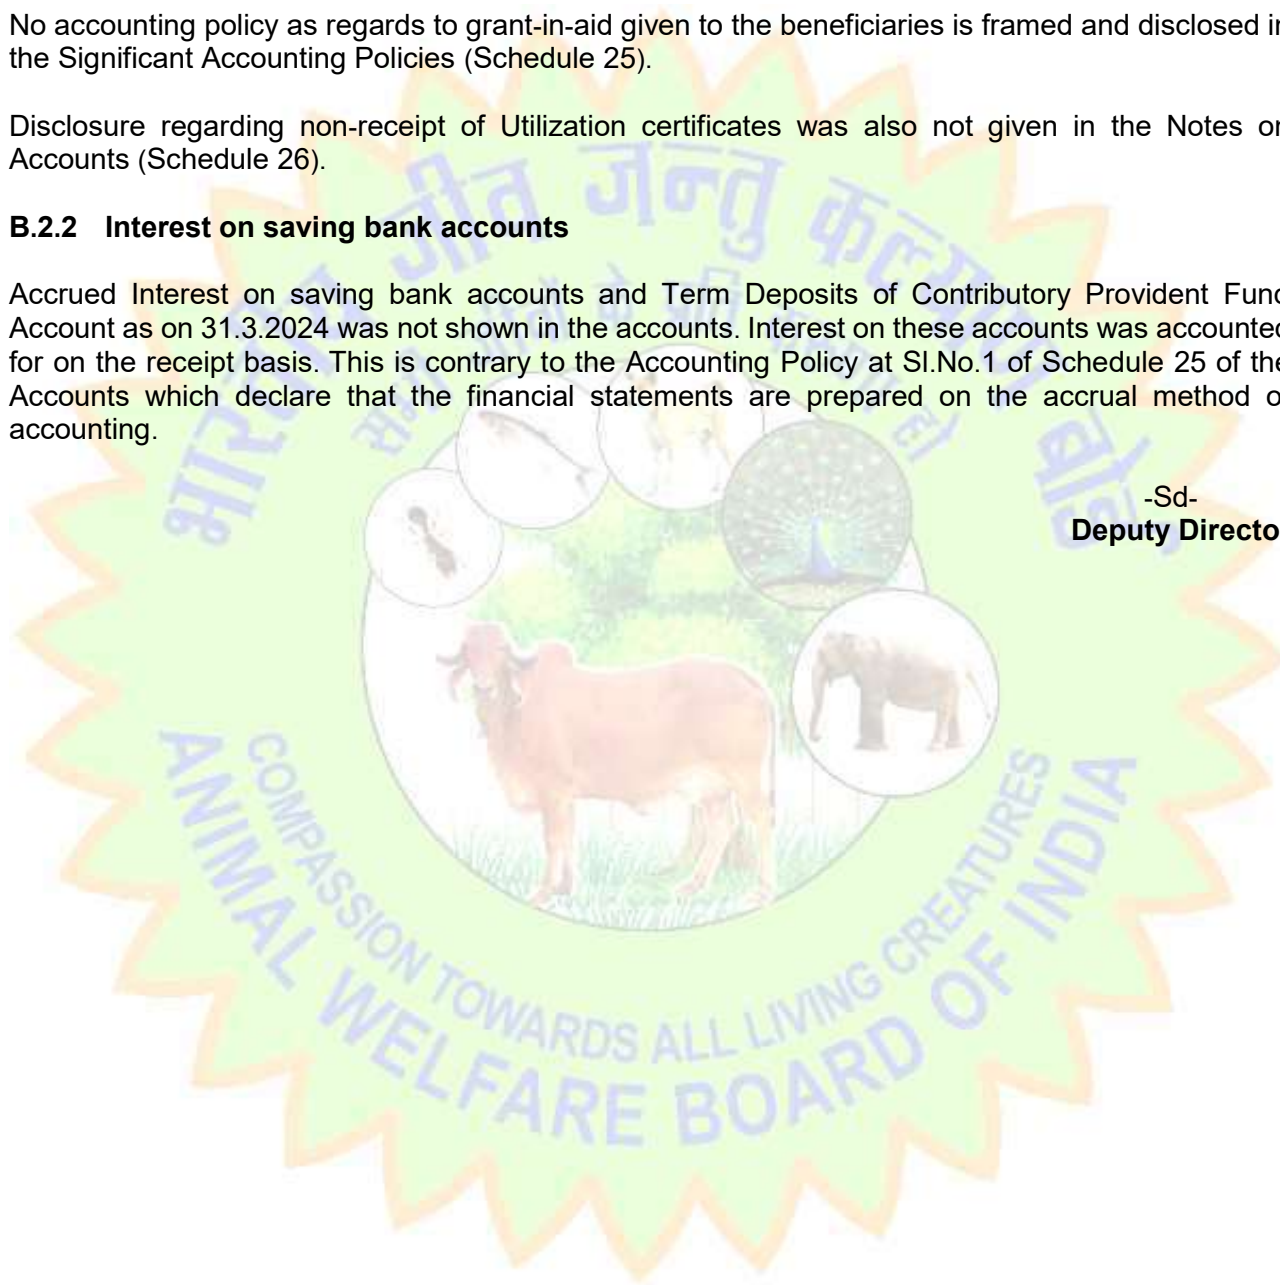 No accounting policy as regards to grant-in-aid given to the beneficiaries is framed and disclosed i
the Significant Accounting Policies (Schedule 25).
Disclosure regarding non-receipt of Utilization certificates was also not given in the Notes o
Accounts (Schedule 26).
B.2.2 Interest on saving bank accounts
Accrued Interest on saving bank accounts and Term Deposits of Contributory Provident Fun
Account as on 31.3.2024 was not shown in the accounts. Interest on these accounts was accounte
for on the receipt basis. This is contrary to the Accounting Policy at Sl.No.1 of Schedule 25 of the
Accounts which declare that the financial statements are prepared on the accrual method o
accounting.
-Sd-
Deputy Directo
भारतीय जीव जन्तु कल्याण बोर्ड
COMPASSION TOWARDS ALL LIVING CREATURES
ANIMAL WELFARE BOARD OF INDIA